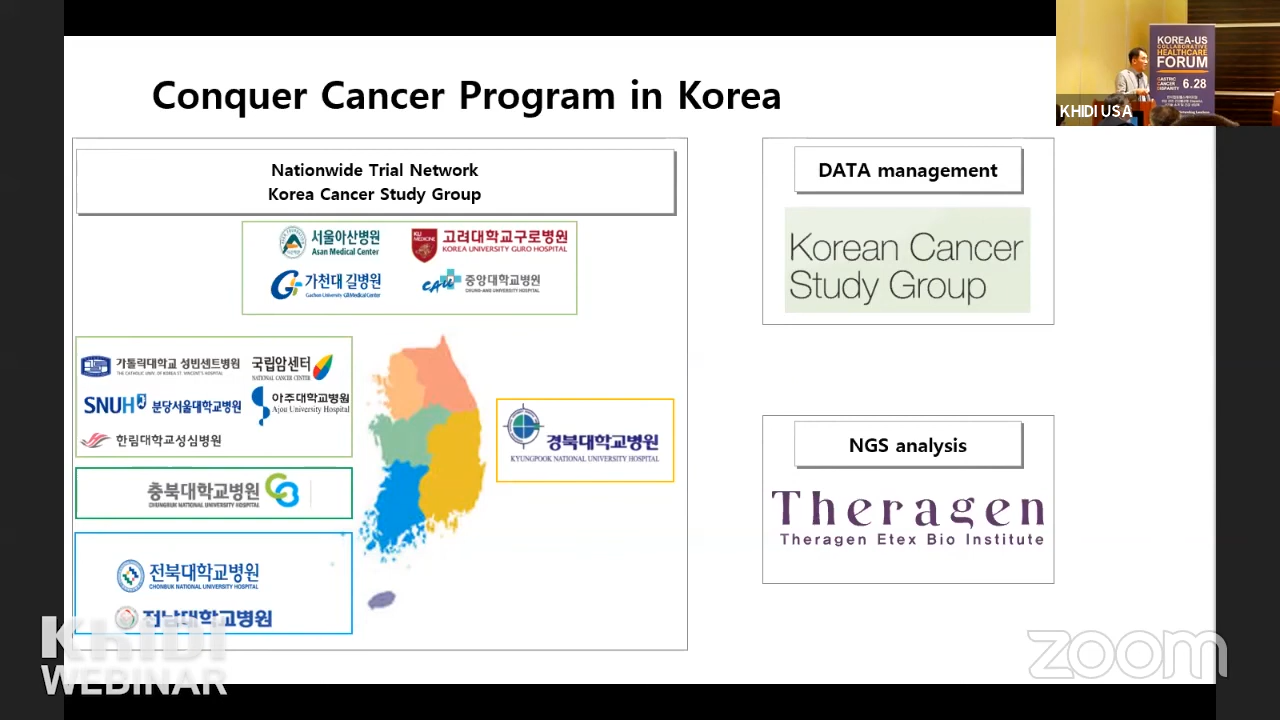 Conquer Cancer Program in Korea
KOREA-US
COLLABORATIVE
HEALTHCARE
FORUM
GASTRIC
CANCER
DISPARITY
6.28
KHIDI USA
Nationwide Trial Network
Korea Cancer Study Group
서울아산병원
Asan Medical Center
KU
MEDICINE
고려대학교구로병원
KOREA UNIVERSITY GURO HOSPITAL
가천대 길병원
Gachon University Gil Medical Center
CAU
중앙대학교병원
CHUNG-ANG UNIVERSITY HOSPITAL
가톨릭대학교 성빈센트병원
THE CATHOLIC UNIV. OF KOREA ST. VINCENT'S HOSPITAL
국립암센터
NATIONAL CANCER CENTER
SNUH 분당서울대학교병원
아주대학교병원
Ajou University Hospital
한림대학교성심병원
충북대학교병원
CHUNGBUK NATIONAL UNIVERSITY HOSPITAL
전북대학교병원
CHONBUK NATIONAL UNIVERSITY HOSPITAL
전남대학교병원
경북대학교병원
KYUNGPOOK NATIONAL UNIVERSITY HOSPITAL
DATA management
Korean Cancer
Study Group
NGS analysis
Theragen
Theragen Etex Bio Institute
KHIDI
WEBINAR
zoom